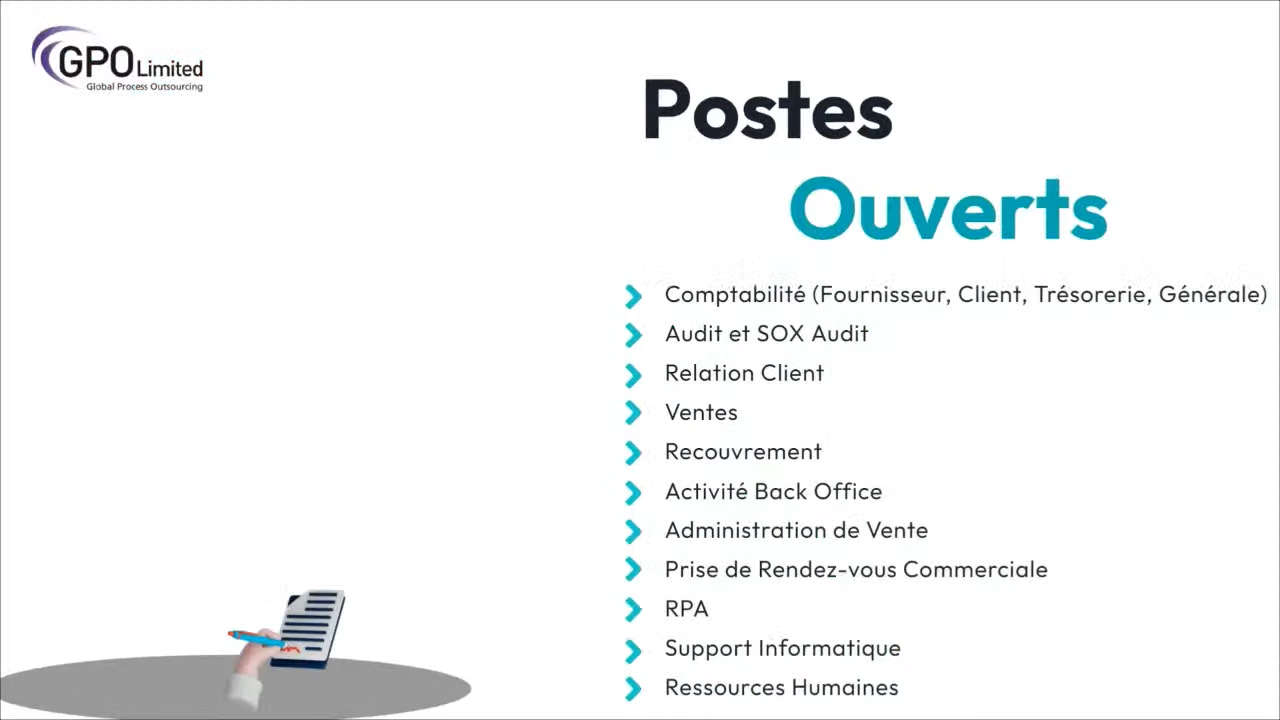 GPO Limited
Global Process Outsourcing
Postes
Ouverts
Comptabilité (Fournisseur, Client, Trésorerie, Générale)
Audit et SOX Audit
Relation Client
Ventes
Recouvrement
Activité Back Office
Administration de Vente
Prise de Rendez-vous Commerciale
RPA
Support Informatique
Ressources Humaines